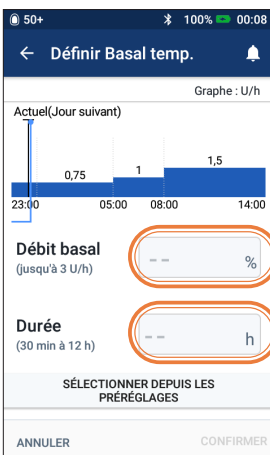 50+ 100% 00:08
Définir Basal temp.
Graphe : U/h
Actuel(Jour suivant)
0,75 1 1,5
23:00 05:00 08:00 14:00
Débit basal
(jusqu'à 3 U/h)
-- %
Durée
(30 min à 12 h)
-- h
SÉLECTIONNER DEPUIS LES
PRÉRÉGLAGES
ANNULER CONFIRMER